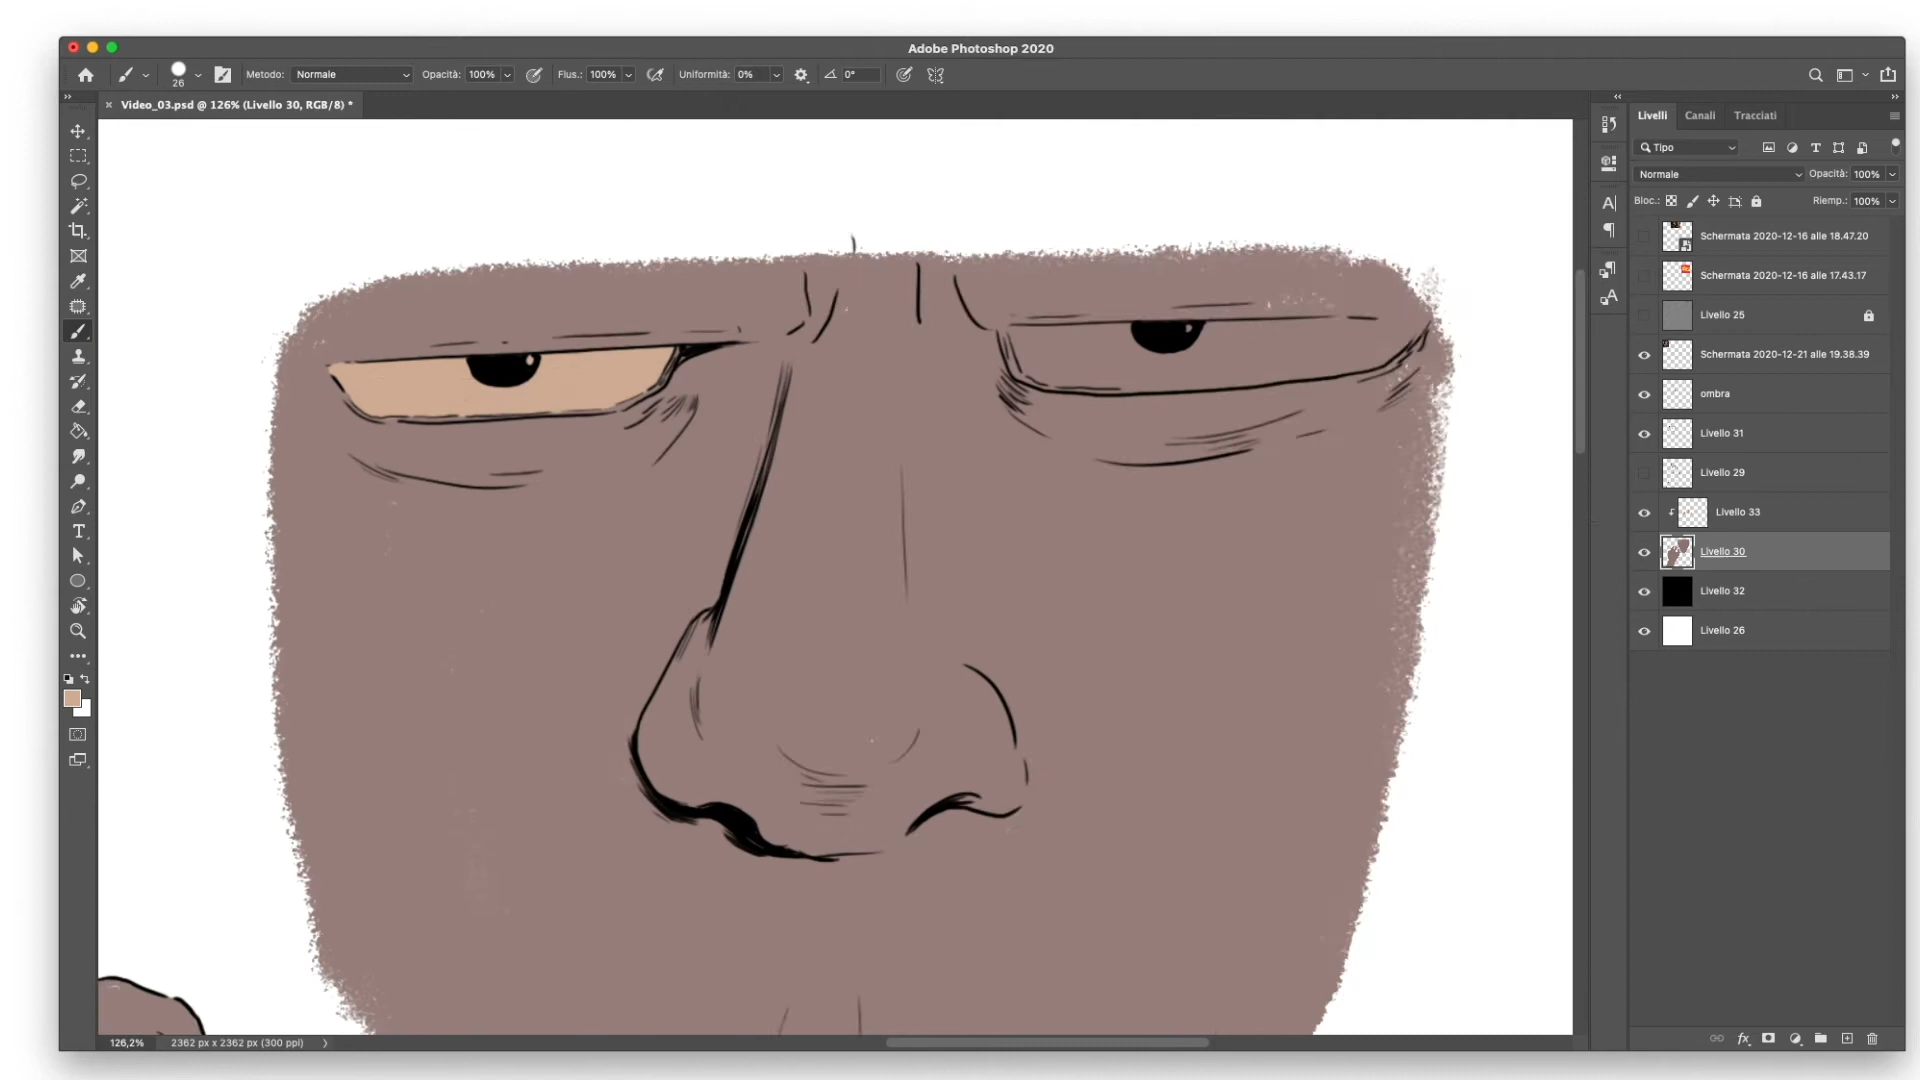 Adobe Photoshop 2020
26
Metodo: Normale Opacità: 100% Flus.: 100% Uniformità: 0% 0°
Video_03.psd @ 126% (Livello 30, RGB/8) *
Livelli Canali Tracciati
Tipo
Normale Opacità: 100%
Bloc.: Riemp.: 100%
Schermata 2020-12-16 alle 18.47.20
Schermata 2020-12-16 alle 17.43.17
Livello 25
Schermata 2020-12-21 alle 19.38.39
ombra
Livello 31
Livello 29
Livello 33
Livello 30
Livello 32
Livello 26
126,2% 2362 px x 2362 px (300 ppi)